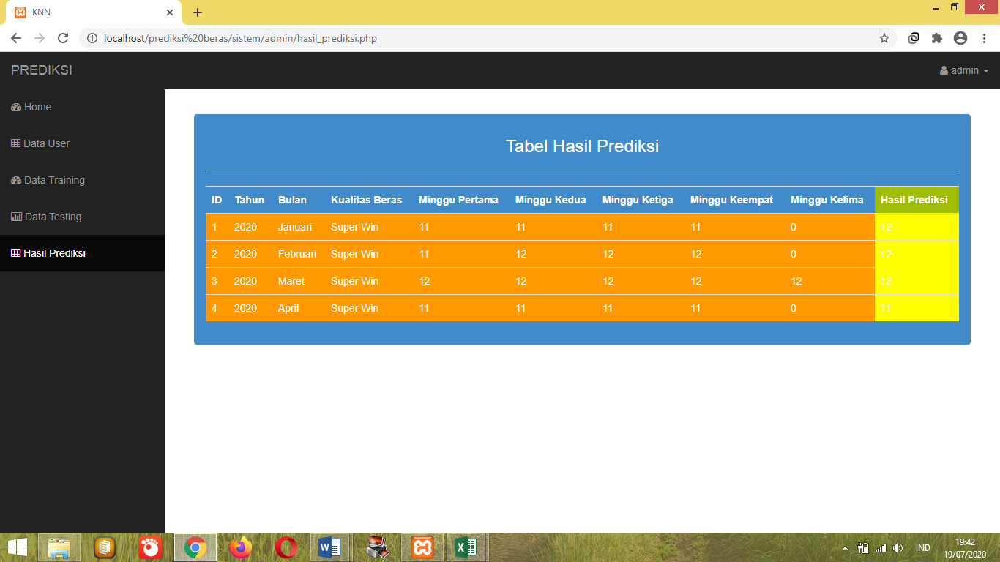 KNN
localhost/prediksi%20beras/sistem/admin/hasil_prediksi.php
PREDIKSI
admin
Home
Data User
Data Training
Data Testing
Hasil Prediksi
Tabel Hasil Prediksi
ID Tahun Bulan Kualitas Beras Minggu Pertama Minggu Kedua Minggu Ketiga Minggu Keempat Minggu Kelima Hasil Prediksi
1 2020 Januari Super Win 11 11 11 11 0 12
2 2020 Februari Super Win 11 12 12 12 0 12
3 2020 Maret Super Win 12 12 12 12 12 12
4 2020 April Super Win 11 11 11 11 0 11
IND
19:42
19/07/2020